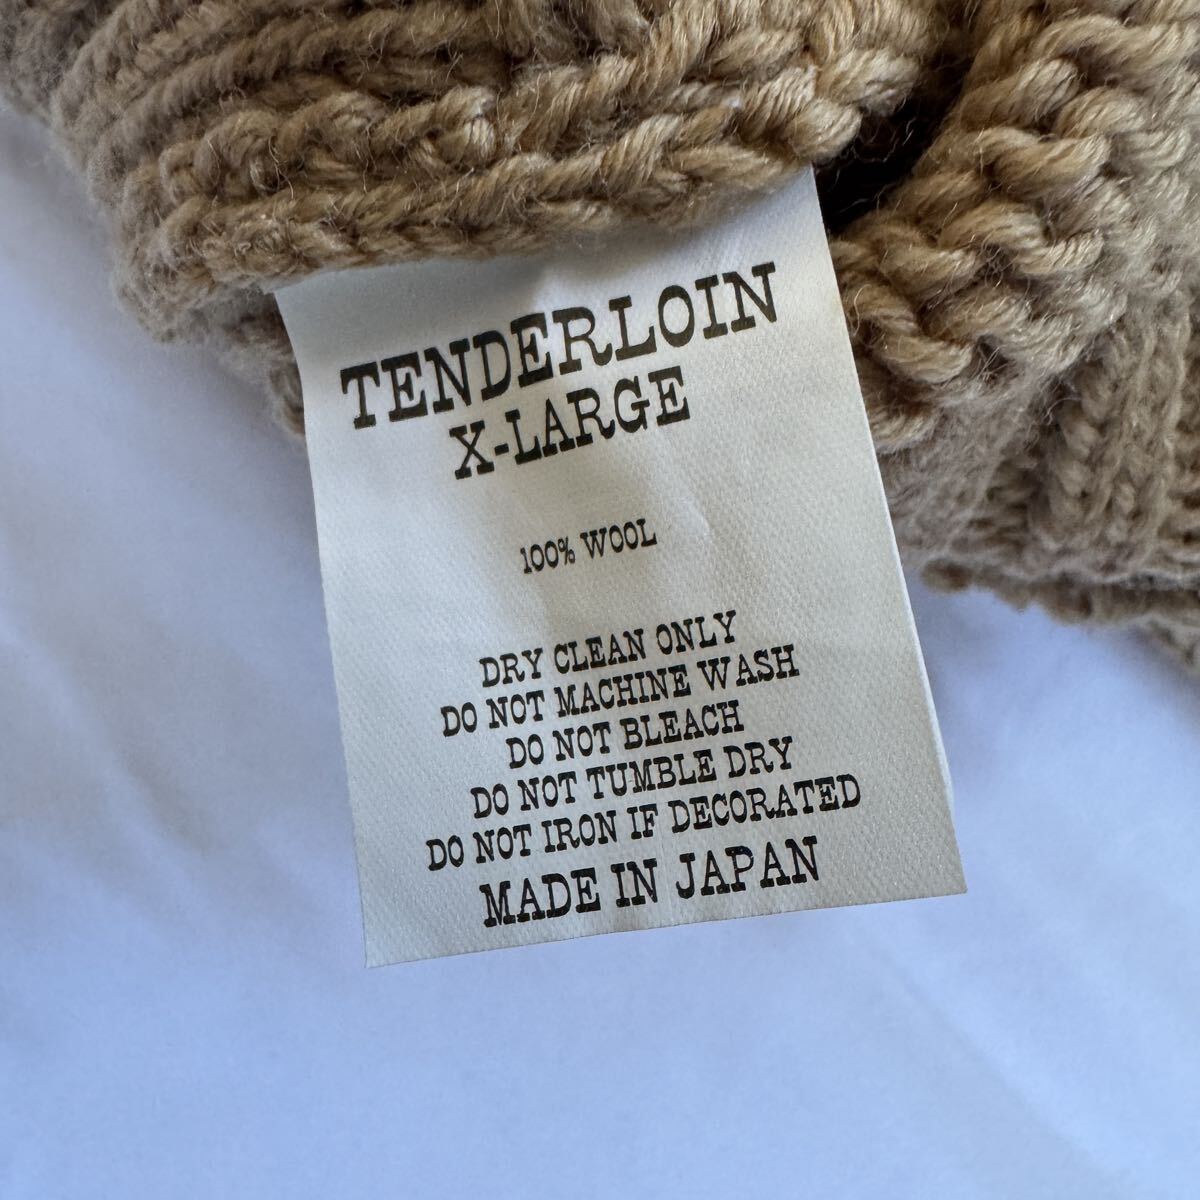 TENDERLOIN
X-LARGE
100% WOOL
DRY CLEAN ONLY
DO NOT MACHINE WASH
DO NOT BLEACH
DO NOT TUMBLE DRY
DO NOT IRON IF DECORATED
MADE IN JAPAN